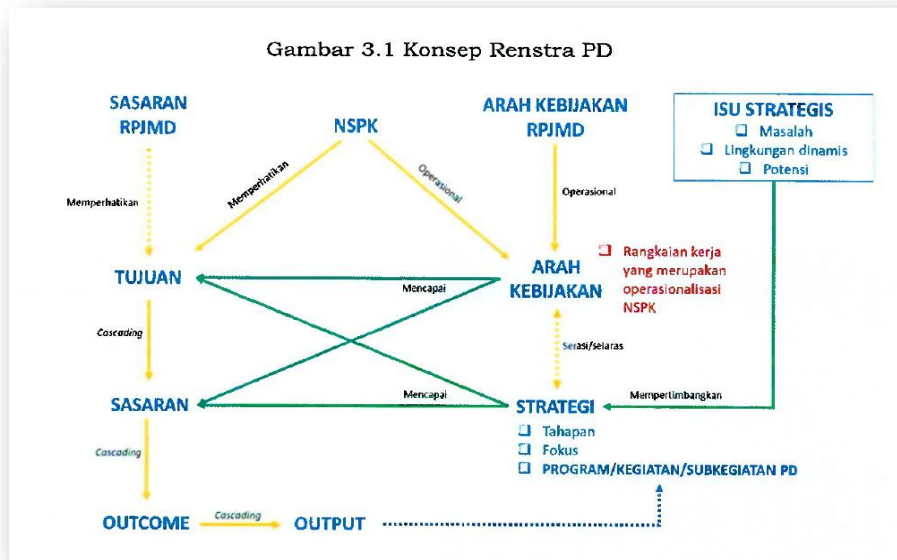 Gambar 3.1 Konsep Renstra PD
SASARAN
RPJMD
NSPK
ARAH KEBIJAKAN
RPJMD
ISU STRATEGIS
Masalah
Lingkungan dinamis
Potensi
Memperhatikan
Memperhatikan
Operasional
Operasional
TUJUAN
Mencapai
ARAH
KEBIJAKAN
Rangkaian kerja
yang merupakan
operasionalisasi
NSPK
Cascading
Serasi/selaras
SASARAN
Mencapai
STRATEGI
Mempertimbangkan
Tahapan
Fokus
PROGRAM/KEGIATAN/SUBKEGIATAN PD
Cascading
OUTCOME
Cascading
OUTPUT